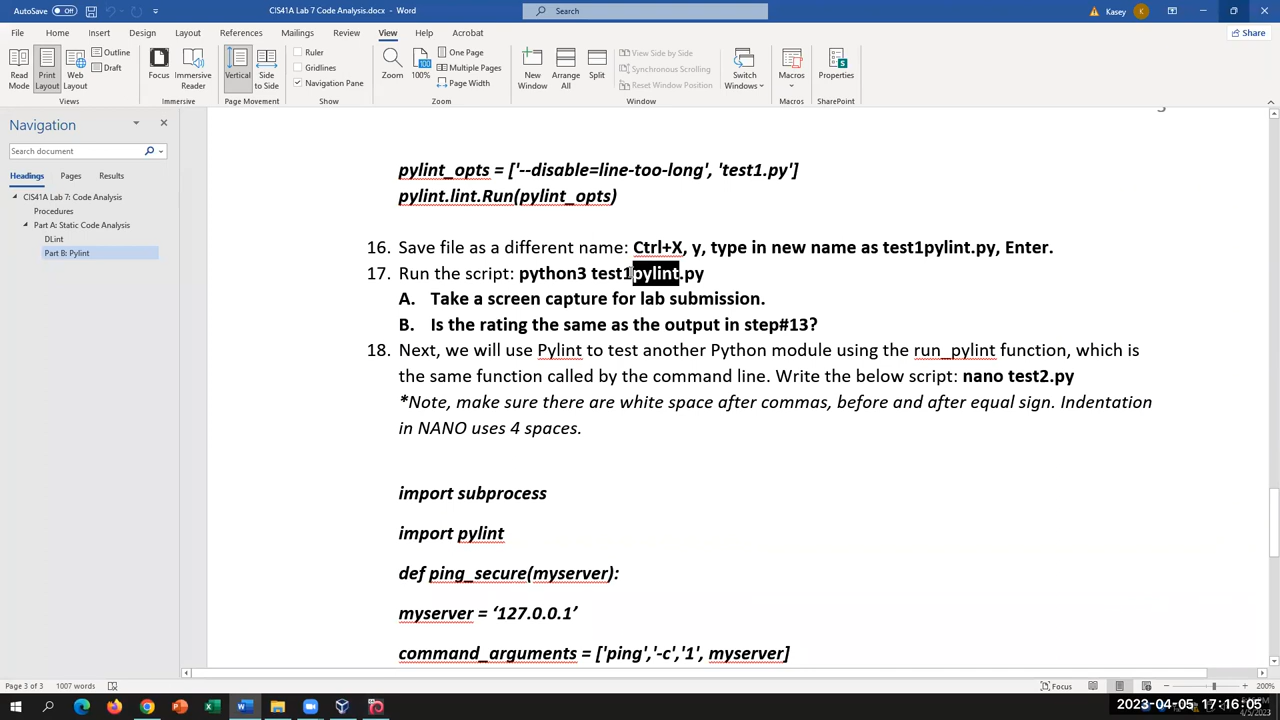 AutoSave Off
CIS41A Lab 7 Code Analysis.docx - Word
Search
Kasey
File Home Insert Design Layout References Mailings Review View Help Acrobat
Share
Read Mode
Print Layout
Web Layout
Outline
Draft
Views
Focus
Immersive Reader
Immersive
Vertical
Side to Side
Page Movement
Ruler
Gridlines
Navigation Pane
Show
Zoom
100%
One Page
Multiple Pages
Page Width
Zoom
New Window
Arrange All
Split
View Side by Side
Synchronous Scrolling
Reset Window Position
Window
Switch Windows
Macros
Macros
Properties
SharePoint
Navigation
Search document
Headings Pages Results
CIS41A Lab 7: Code Analysis
Procedures
Part A: Static Code Analysis
DLint
Part B: Pylint
pylint_opts = ['--disable=line-too-long', 'test1.py']
pylint.lint.Run(pylint_opts)
16. Save file as a different name: Ctrl+X, y, type in new name as test1pylint.py, Enter.
17. Run the script: python3 test1pylint.py
A. Take a screen capture for lab submission.
B. Is the rating the same as the output in step#13?
18. Next, we will use Pylint to test another Python module using the run_pylint function, which is
the same function called by the command line. Write the below script: nano test2.py
*Note, make sure there are white space after commas, before and after equal sign. Indentation
in NANO uses 4 spaces.
import subprocess
import pylint
def ping_secure(myserver):
myserver = ‘127.0.0.1’
command_arguments = ['ping','-c','1', myserver]
Page 3 of 3 1007 words
Focus
200%
2023-04-05 17:16:05